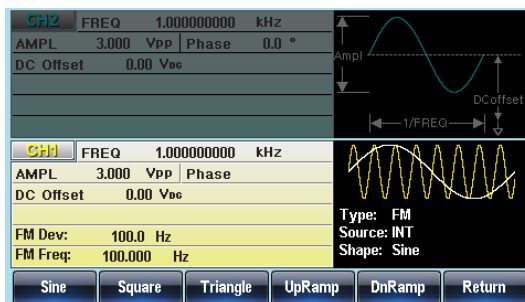 CH2 FREQ 1.000000000 kHz
AMPL 3.000 VPP Phase 0.0 °
DC Offset 0.00 VDC
Ampl
DCoffset
1/FREQ
CH1 FREQ 1.000000000 kHz
AMPL 3.000 VPP Phase
DC Offset 0.00 VDC
FM Dev: 100.0 Hz
FM Freq: 100.000 Hz
Type: FM
Source: INT
Shape: Sine
Sine Square Triangle UpRamp DnRamp Return